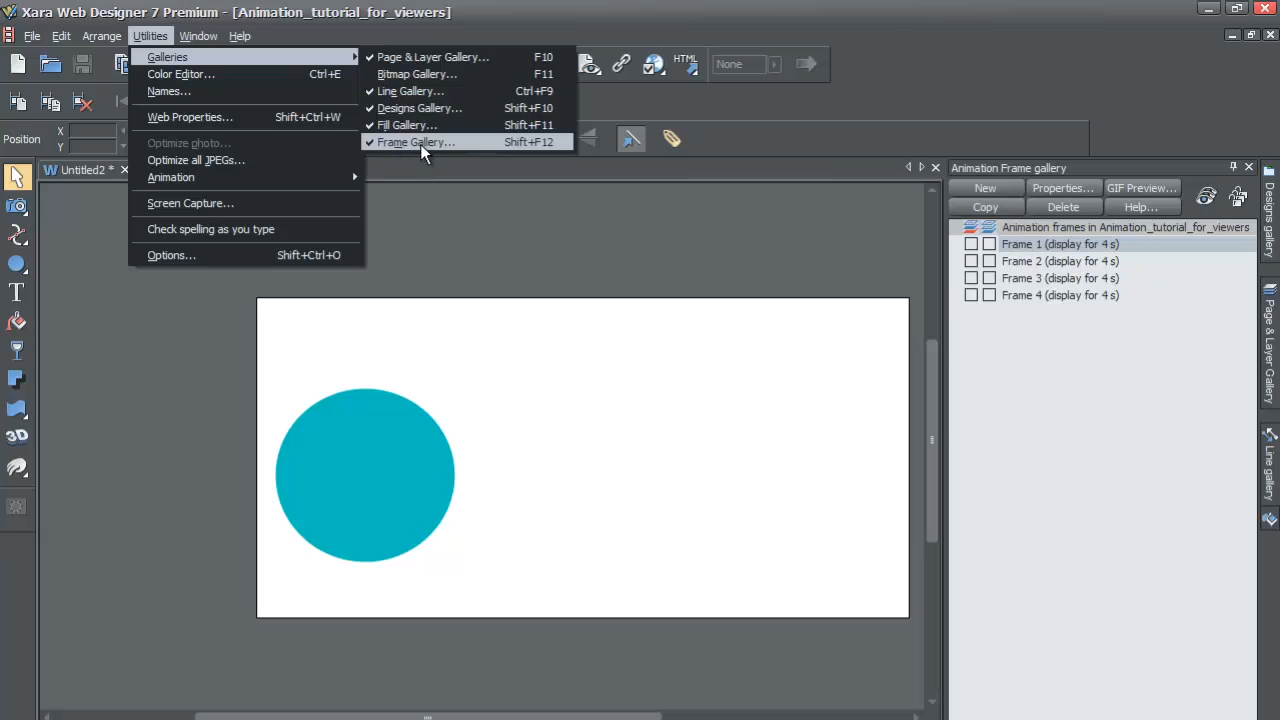 Xara Web Designer 7 Premium - [Animation_tutorial_for_viewers]
File Edit Arrange Utilities Window Help
Galleries
Color Editor... Ctrl+E
Names...
Web Properties... Shift+Ctrl+W
Optimize photo...
Optimize all JPEGs...
Animation
Screen Capture...
Check spelling as you type
Options... Shift+Ctrl+O
Page & Layer Gallery... F10
Bitmap Gallery... F11
Line Gallery... Ctrl+F9
Designs Gallery... Shift+F10
Fill Gallery... Shift+F11
Frame Gallery... Shift+F12
HTML
None
Position
X
Y
W Untitled2 *
T
3D
Animation Frame gallery
New Properties... GIF Preview...
Copy Delete Help...
Animation frames in Animation_tutorial_for_viewers
Frame 1 (display for 4 s)
Frame 2 (display for 4 s)
Frame 3 (display for 4 s)
Frame 4 (display for 4 s)
Designs gallery
Page & Layer Gallery
Line gallery